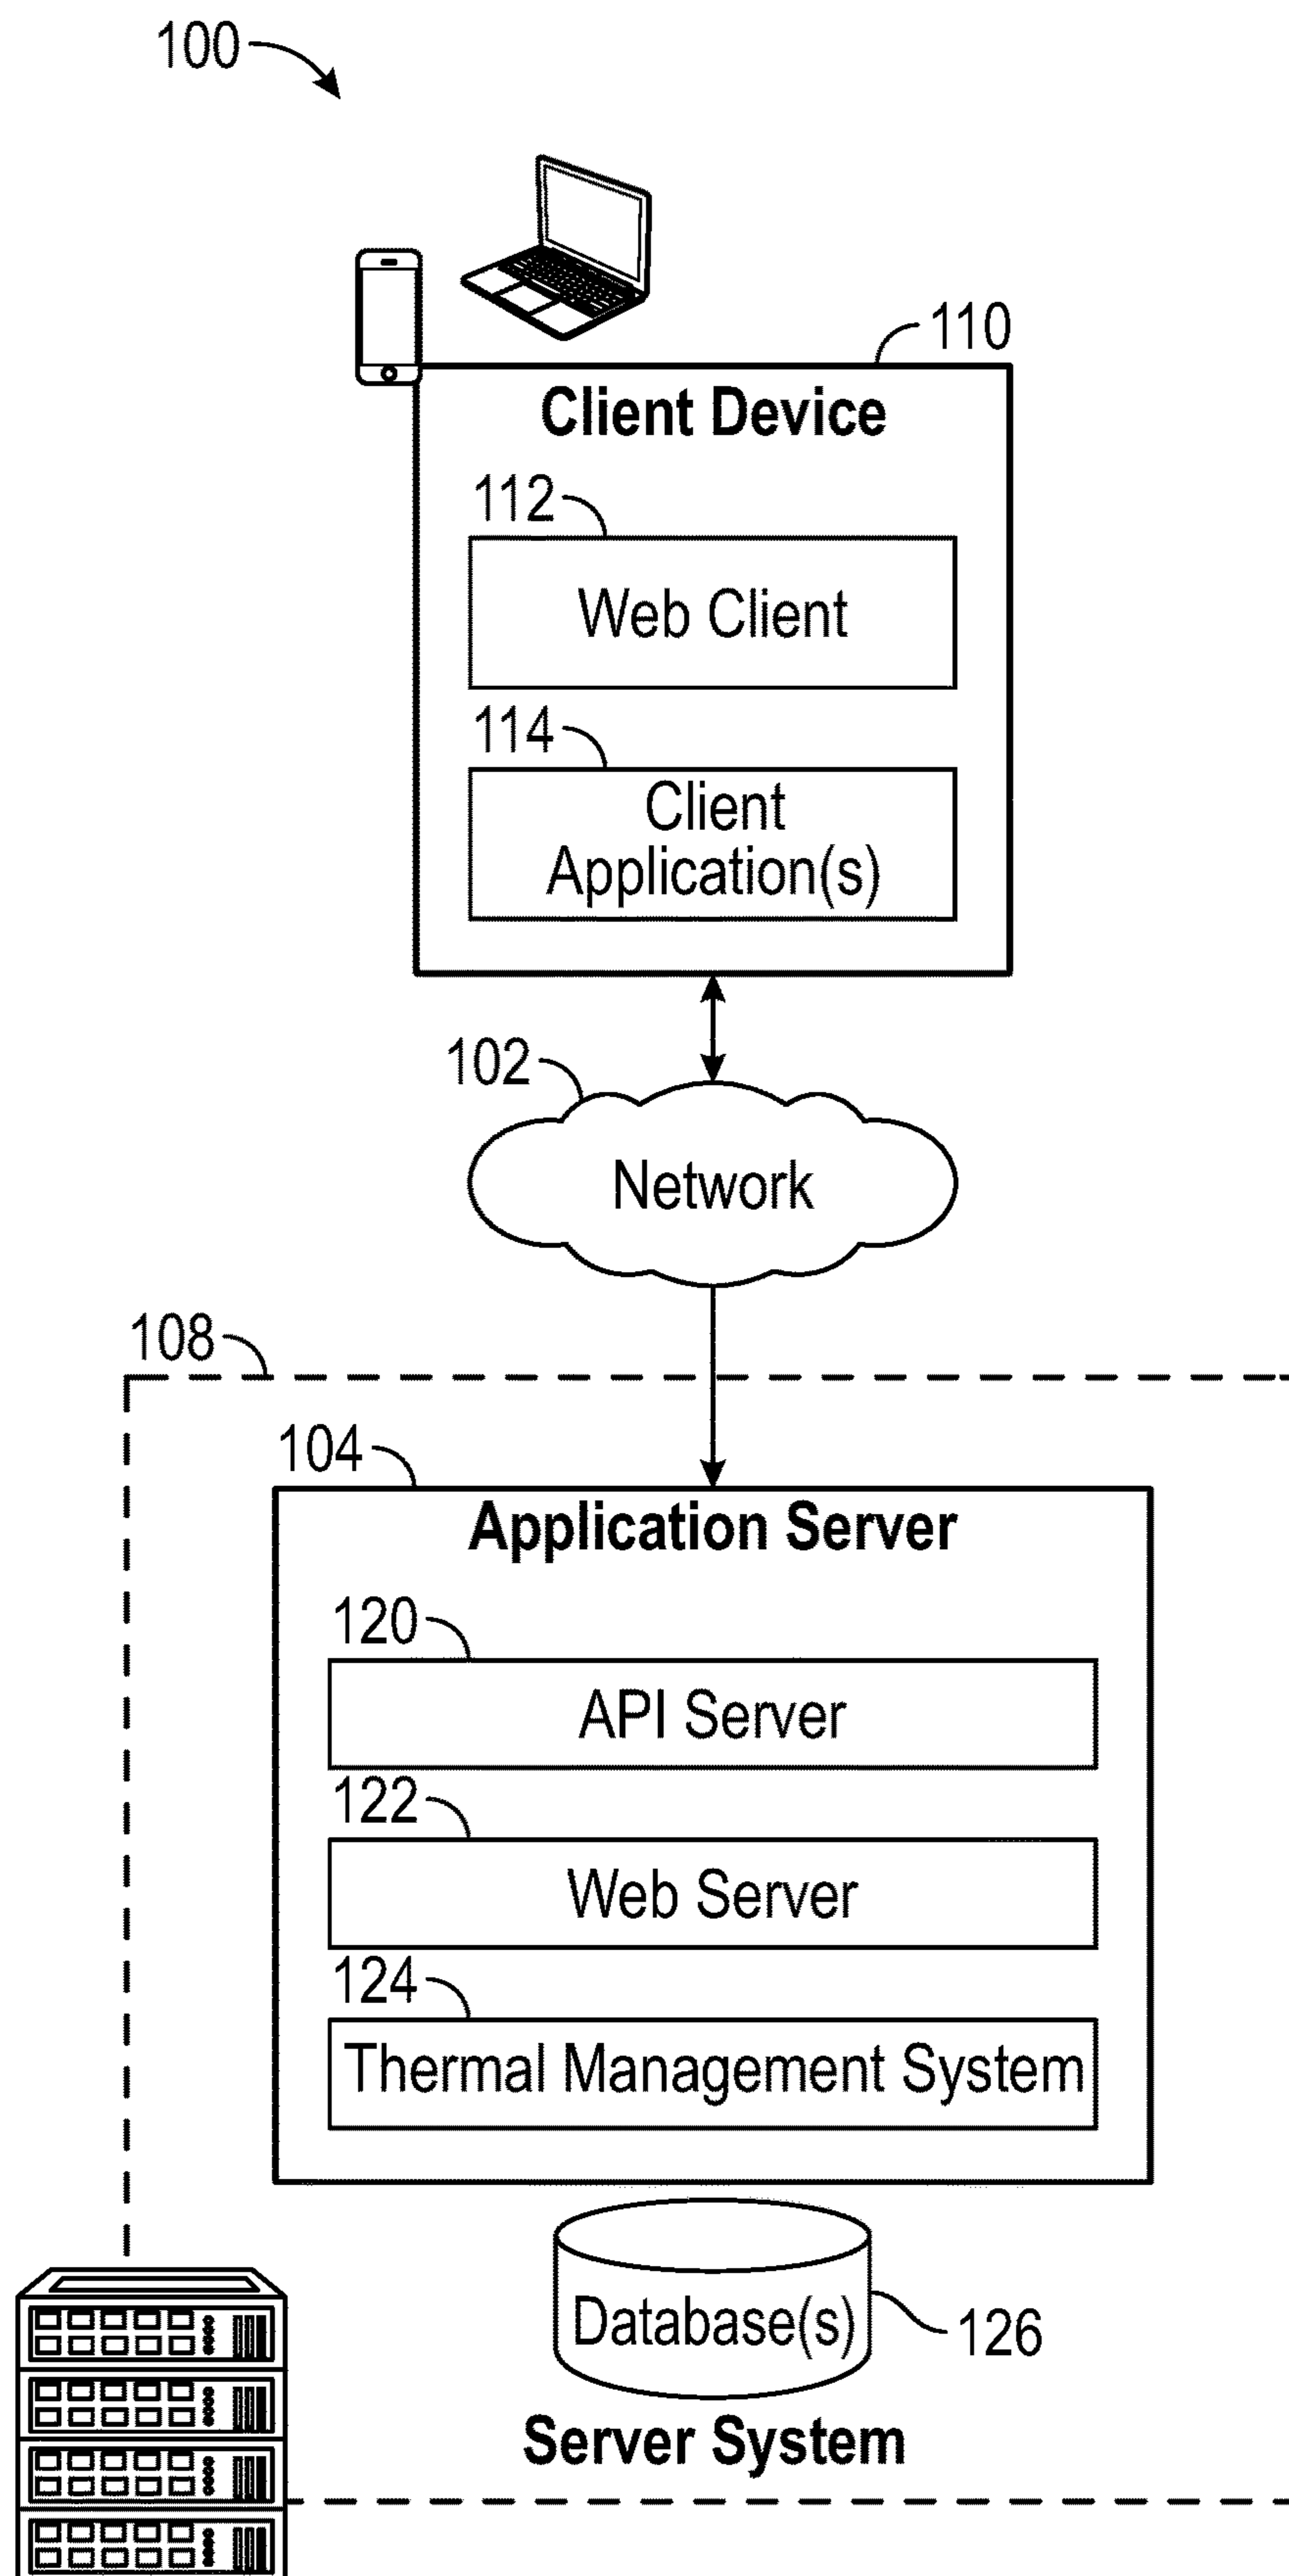 100
110
Client Device
112
Web Client
114
Client
Application(s)
102
Network
108
104
Application Server
120
API Server
122
Web Server
124
Thermal Management System
Database(s)
126
Server System